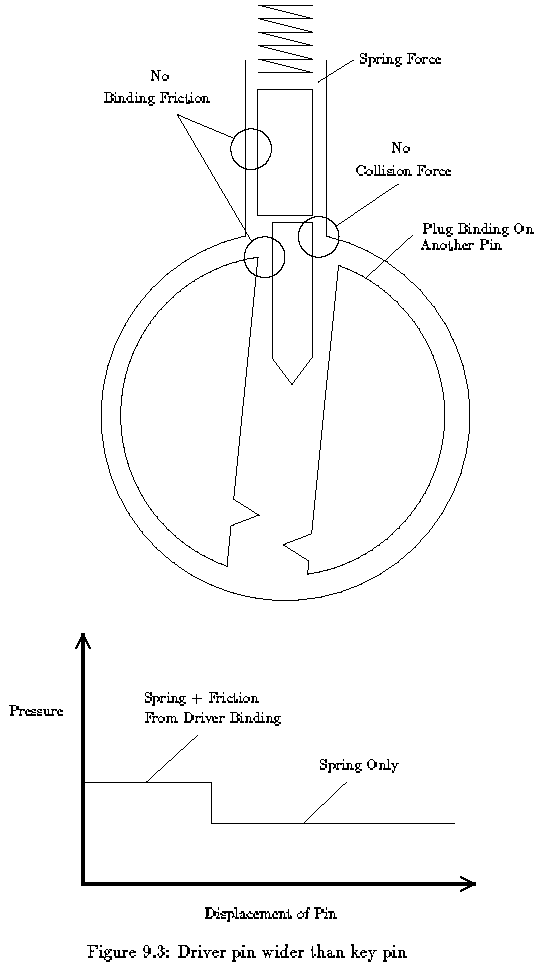 Spring Force
No
Binding Friction
No
Collision Force
Plug Binding On
Another Pin
Spring + Friction
From Driver Binding
Pressure
Spring Only
Displacement of Pin
Figure 9.3: Driver pin wider than key pin